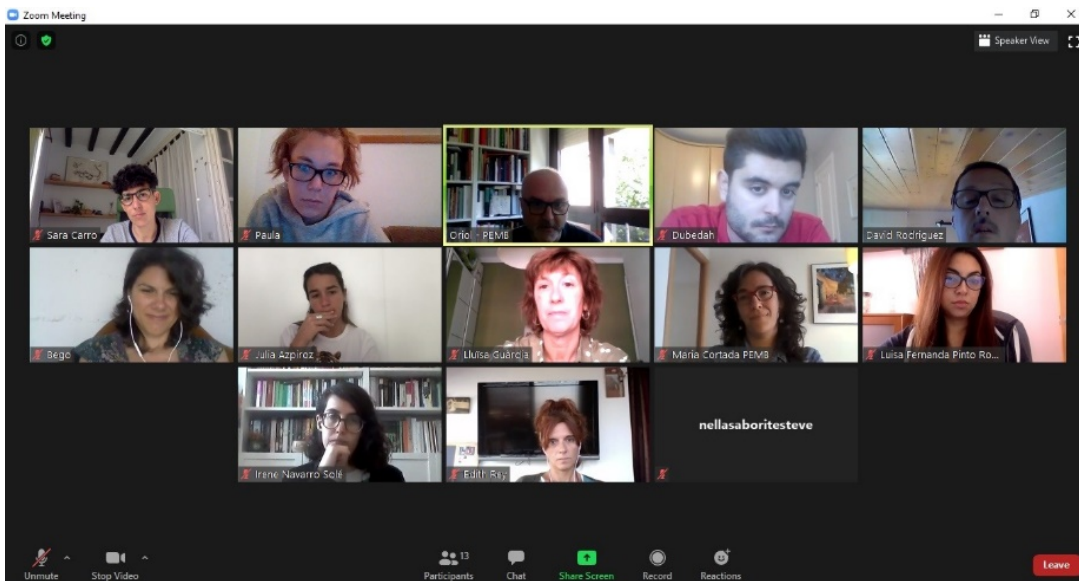 Zoom Meeting
Speaker View
Sara Carro
Paula
Oriol - PEMB
Dubedah
David Rodriguez
Bego
Julia Azpiroz
Lluïsa Guàrdia
Maria Cortada PEMB
Luisa Fernanda Pinto Ro...
Irene Navarro Solé
Edith Rey
nellasaboritesteve
Unmute
Stop Video
13
Participants
Chat
Share Screen
Record
Reactions
Leave